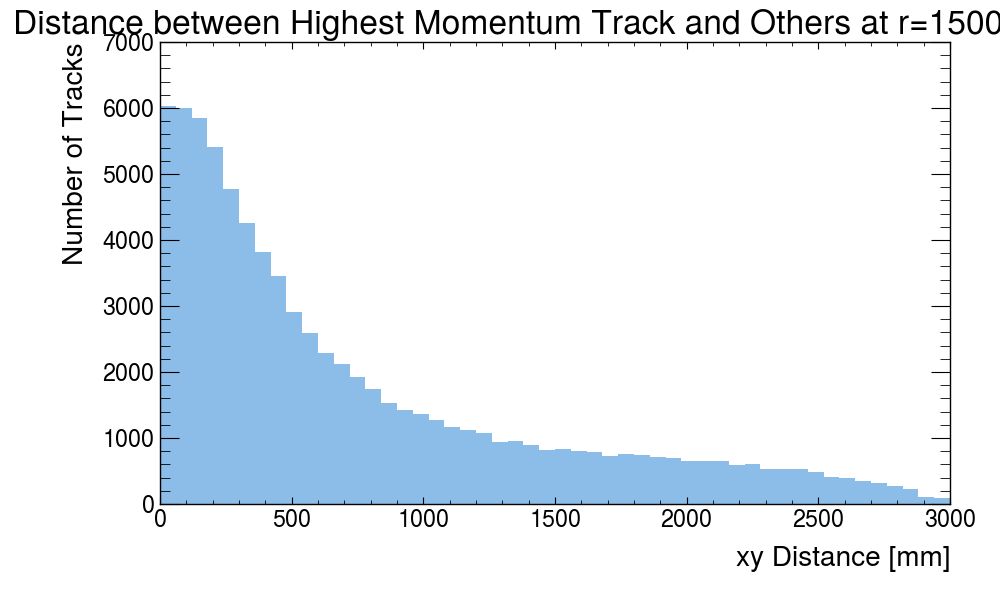 Distance between Highest Momentum Track and Others at r=1500
Number of Tracks
7000
6000
5000
4000
3000
2000
1000
0
0 500 1000 1500 2000 2500 3000
xy Distance [mm]